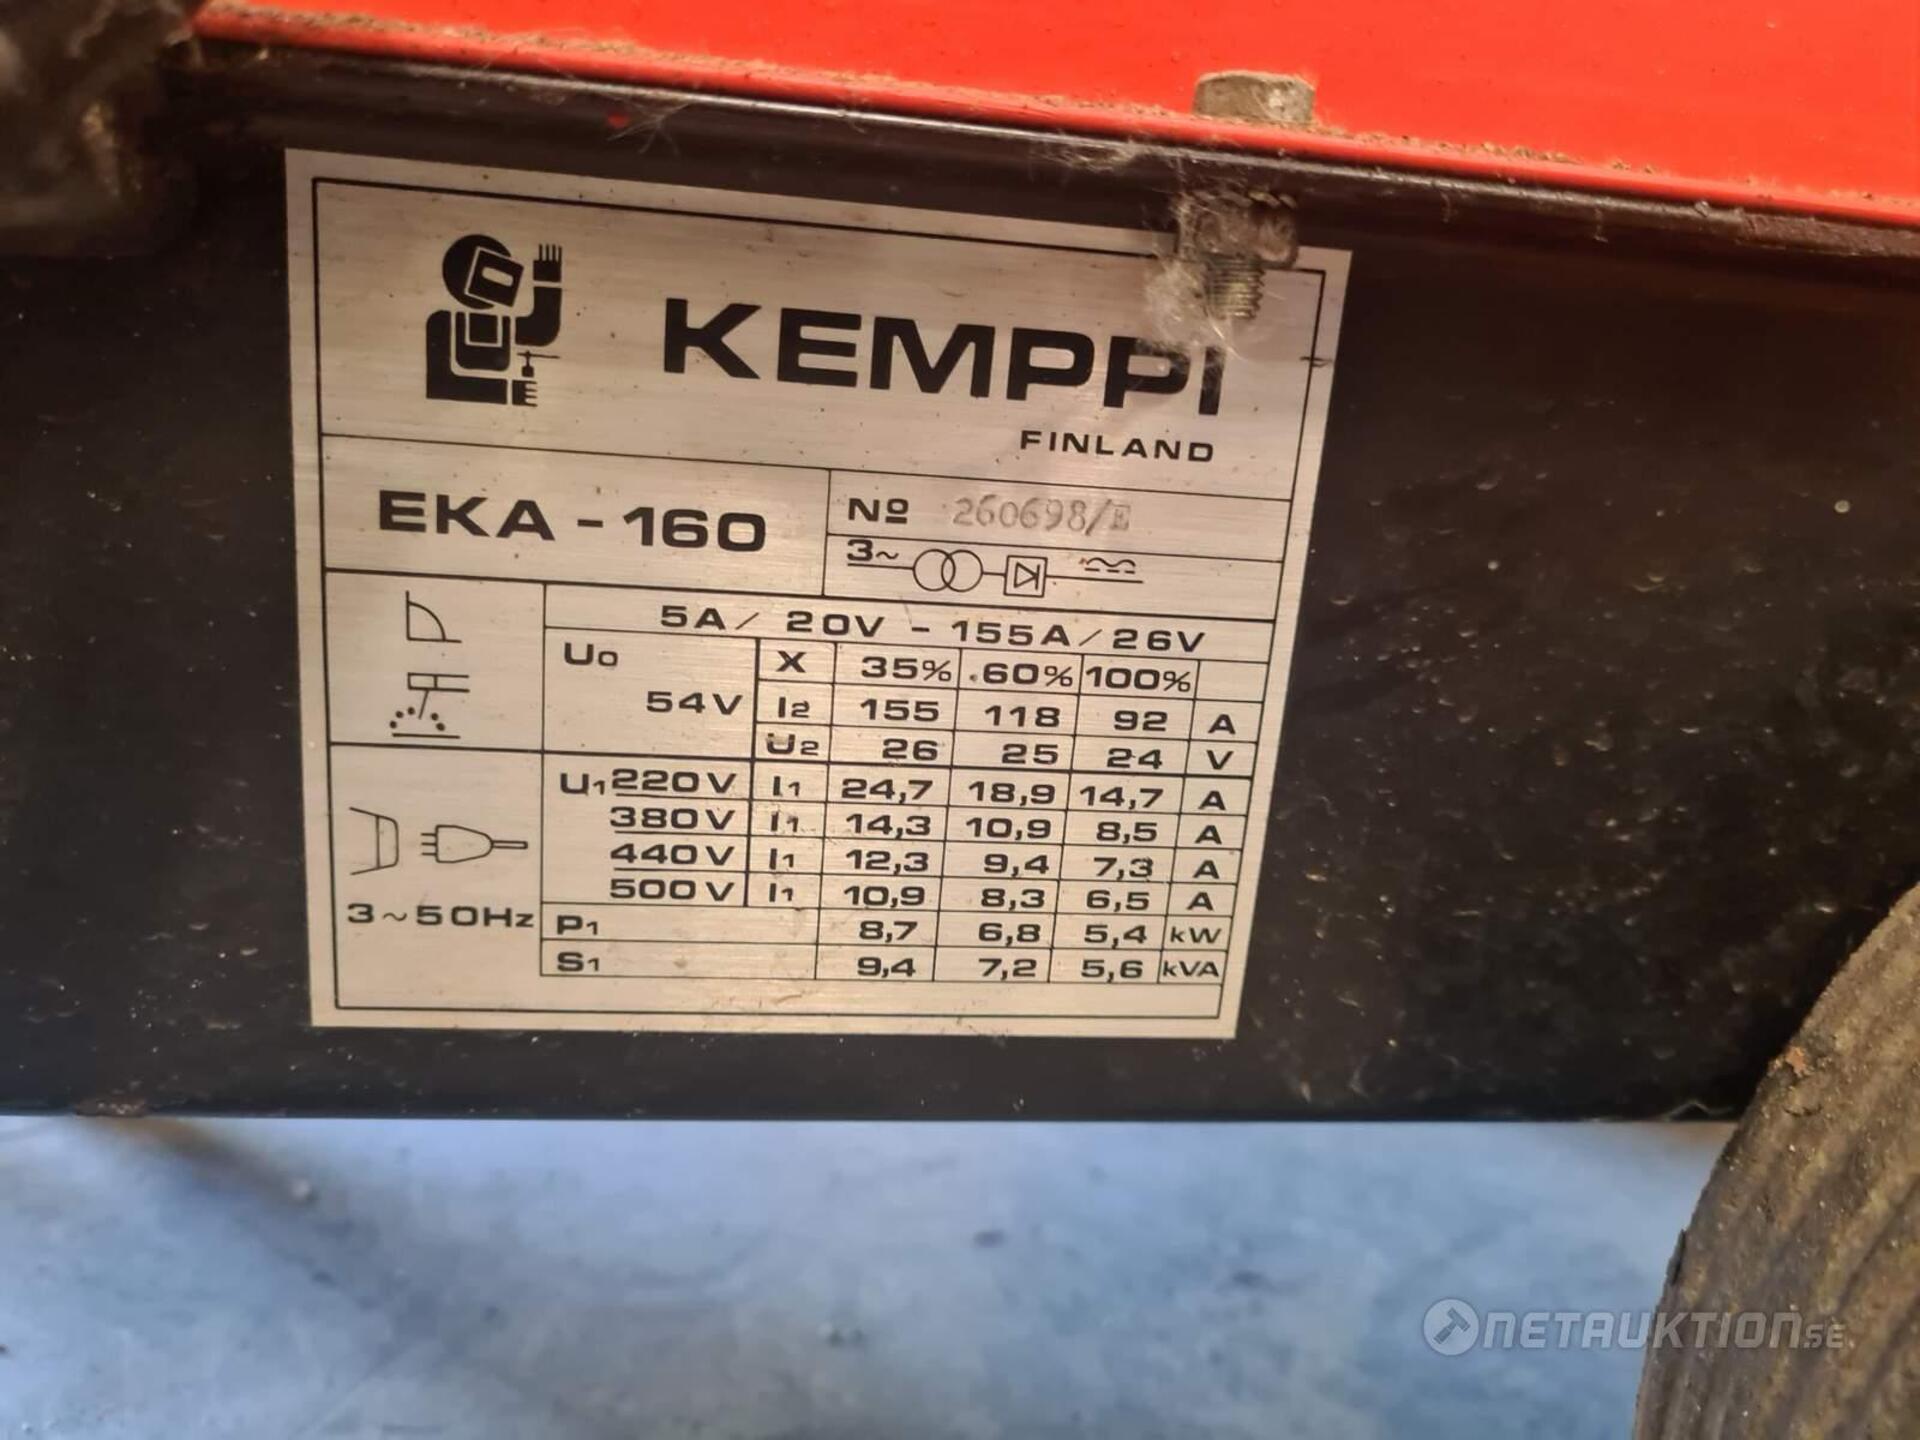 KEMPPI
FINLAND
EKA - 160
Nº 260698/E
3~
5A / 20V - 155A / 26V
U0 X 35% 60% 100%
54V I2 155 118 92 A
U2 26 25 24 V
U1 220V I1 24,7 18,9 14,7 A
380V I1 14,3 10,9 8,5 A
440V I1 12,3 9,4 7,3 A
500V I1 10,9 8,3 6,5 A
3~50Hz P1 8,7 6,8 5,4 kW
S1 9,4 7,2 5,6 kVA
NETAUKTION.SE